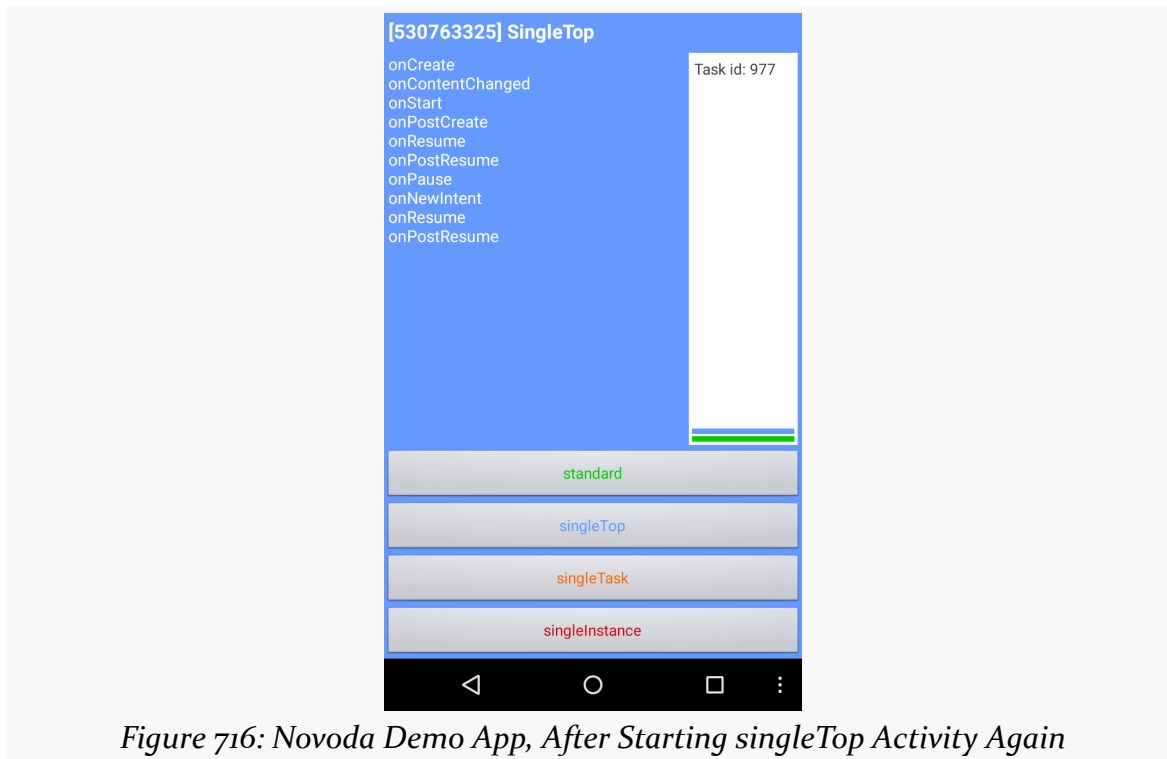 [530763325] SingleTop
onCreate
onContentChanged
onStart
onPostCreate
onResume
onPostResume
onPause
onNewIntent
onResume
onPostResume
Task id: 977
standard
singleTop
singleTask
singleInstance
Figure 716: Novoda Demo App, After Starting singleTop Activity Again